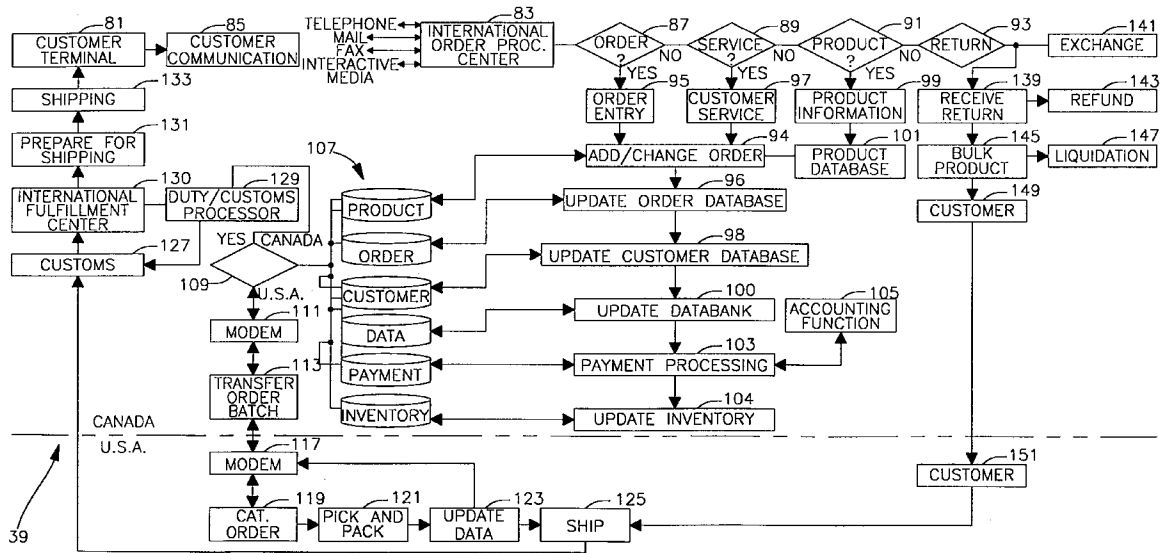 81
CUSTOMER
TERMINAL
85
CUSTOMER
COMMUNICATION
TELEPHONE
MAIL
FAX
INTERACTIVE
MEDIA
83
INTERNATIONAL
ORDER PROC.
CENTER
87
ORDER
?
NO
YES
89
SERVICE
?
NO
YES
91
PRODUCT
?
NO
YES
93
RETURN
?
141
EXCHANGE
133
SHIPPING
95
ORDER
ENTRY
97
CUSTOMER
SERVICE
99
PRODUCT
INFORMATION
139
RECEIVE
RETURN
143
REFUND
131
PREPARE FOR
SHIPPING
94
ADD/CHANGE ORDER
101
PRODUCT
DATABASE
145
BULK
PRODUCT
147
LIQUIDATION
130
INTERNATIONAL
FULFILLMENT
CENTER
129
DUTY/CUSTOMS
PROCESSOR
107
PRODUCT
96
UPDATE ORDER DATABASE
149
CUSTOMER
127
CUSTOMS
YES
CANADA
109
U.S.A.
ORDER
98
UPDATE CUSTOMER DATABASE
CUSTOMER
111
MODEM
DATA
100
UPDATE DATABANK
105
ACCOUNTING
FUNCTION
113
TRANSFER
ORDER
BATCH
PAYMENT
103
PAYMENT PROCESSING
INVENTORY
104
UPDATE INVENTORY
CANADA
U.S.A.
39
117
MODEM
151
CUSTOMER
119
CAT.
ORDER
121
PICK AND
PACK
123
UPDATE
DATA
125
SHIP